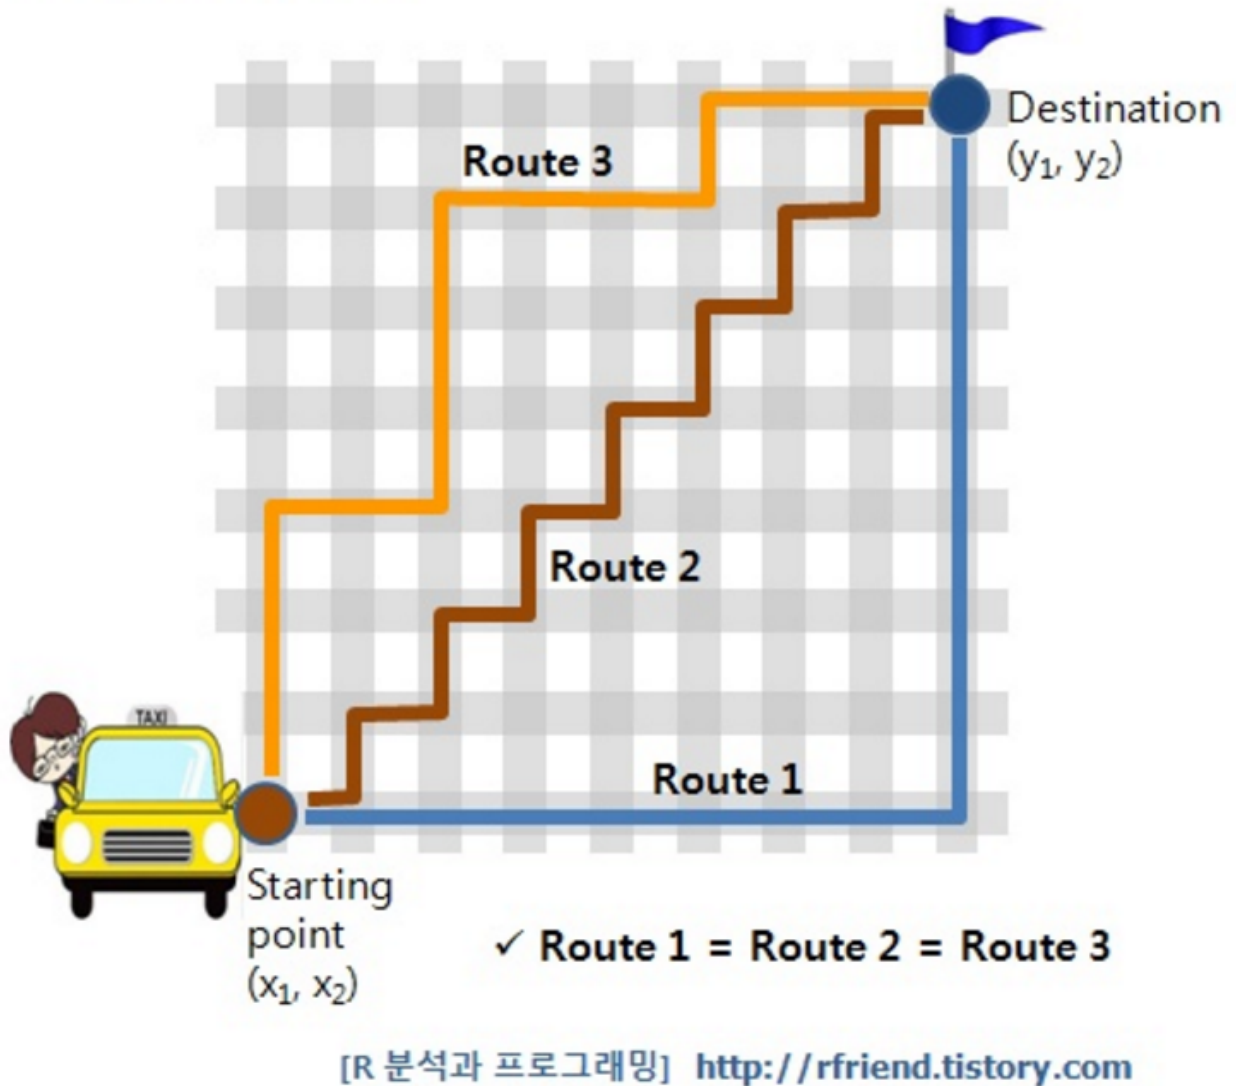 Destination
(y₁, y₂)
Route 3
Route 2
TAXI
Route 1
Starting
point
(x₁, x₂)
✓ Route 1 = Route 2 = Route 3
[R 분석과 프로그래밍] http://rfriend.tistory.com